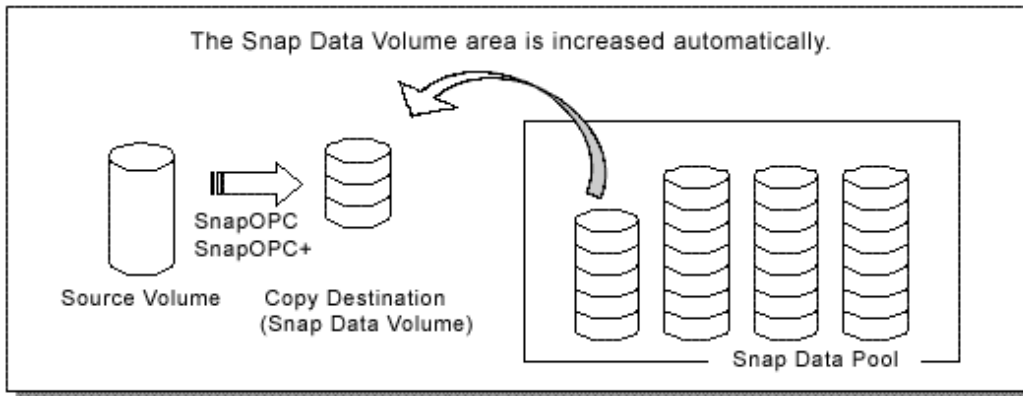 The Snap Data Volume area is increased automatically.
SnapOPC
SnapOPC+
Source Volume
Copy Destination
(Snap Data Volume)
Snap Data Pool